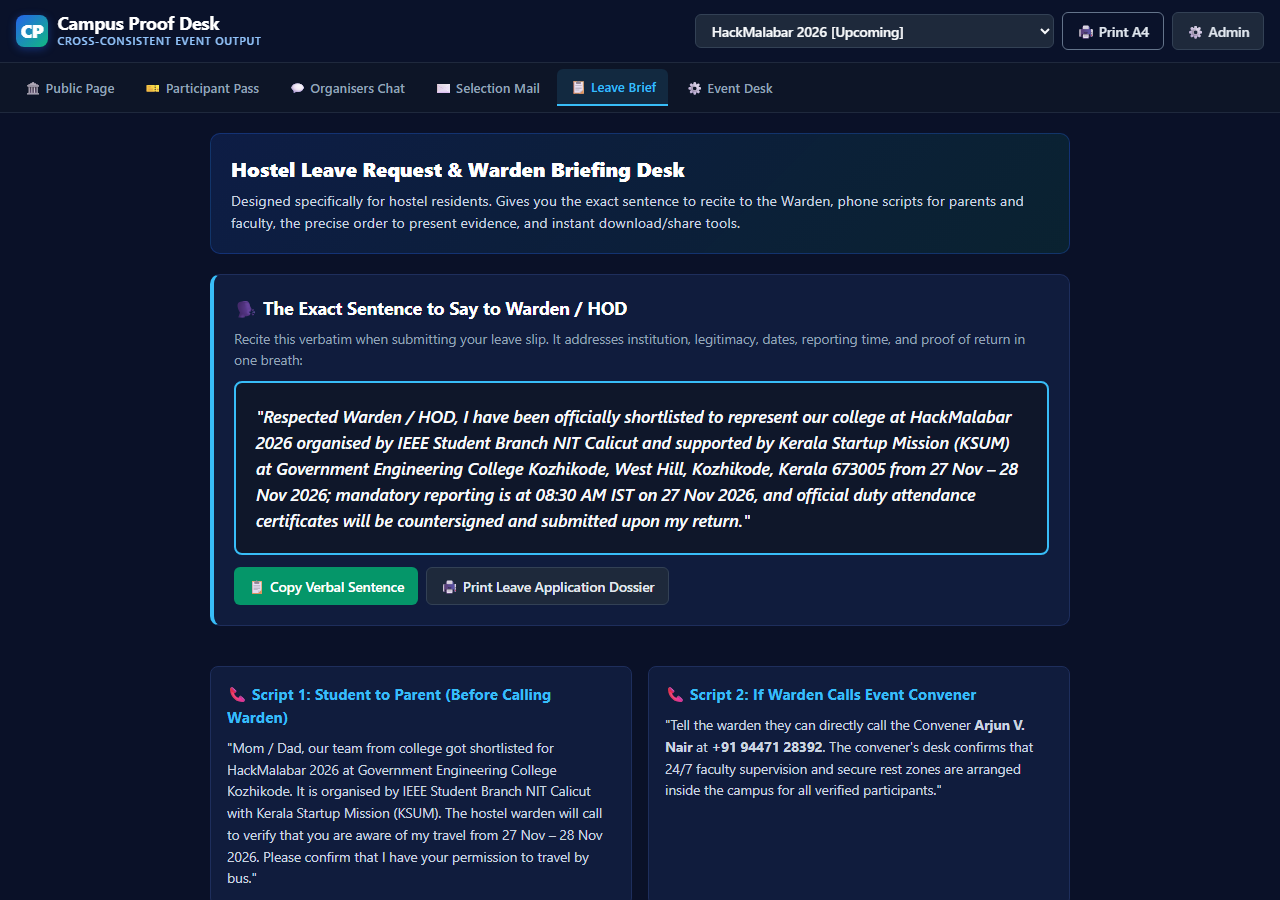 CP
Campus Proof Desk
CROSS-CONSISTENT EVENT OUTPUT
HackMalabar 2026 [Upcoming]
Print A4
Admin
Public Page
Participant Pass
Organisers Chat
Selection Mail
Leave Brief
Event Desk
Hostel Leave Request & Warden Briefing Desk
Designed specifically for hostel residents. Gives you the exact sentence to recite to the Warden, phone scripts for parents and
faculty, the precise order to present evidence, and instant download/share tools.
The Exact Sentence to Say to Warden / HOD
Recite this verbatim when submitting your leave slip. It addresses institution, legitimacy, dates, reporting time, and proof of return in
one breath:
"Respected Warden / HOD, I have been officially shortlisted to represent our college at HackMalabar
2026 organised by IEEE Student Branch NIT Calicut and supported by Kerala Startup Mission (KSUM)
at Government Engineering College Kozhikode, West Hill, Kozhikode, Kerala 673005 from 27 Nov – 28
Nov 2026; mandatory reporting is at 08:30 AM IST on 27 Nov 2026, and official duty attendance
certificates will be countersigned and submitted upon my return."
Copy Verbal Sentence
Print Leave Application Dossier
Script 1: Student to Parent (Before Calling
Warden)
"Mom / Dad, our team from college got shortlisted for
HackMalabar 2026 at Government Engineering College
Kozhikode. It is organised by IEEE Student Branch NIT Calicut
with Kerala Startup Mission (KSUM). The hostel warden will call
to verify that you are aware of my travel from 27 Nov – 28 Nov
2026. Please confirm that I have your permission to travel by
bus."
Script 2: If Warden Calls Event Convener
"Tell the warden they can directly call the Convener Arjun V.
Nair at +91 94471 28392. The convener's desk confirms that
24/7 faculty supervision and secure rest zones are arranged
inside the campus for all verified participants."